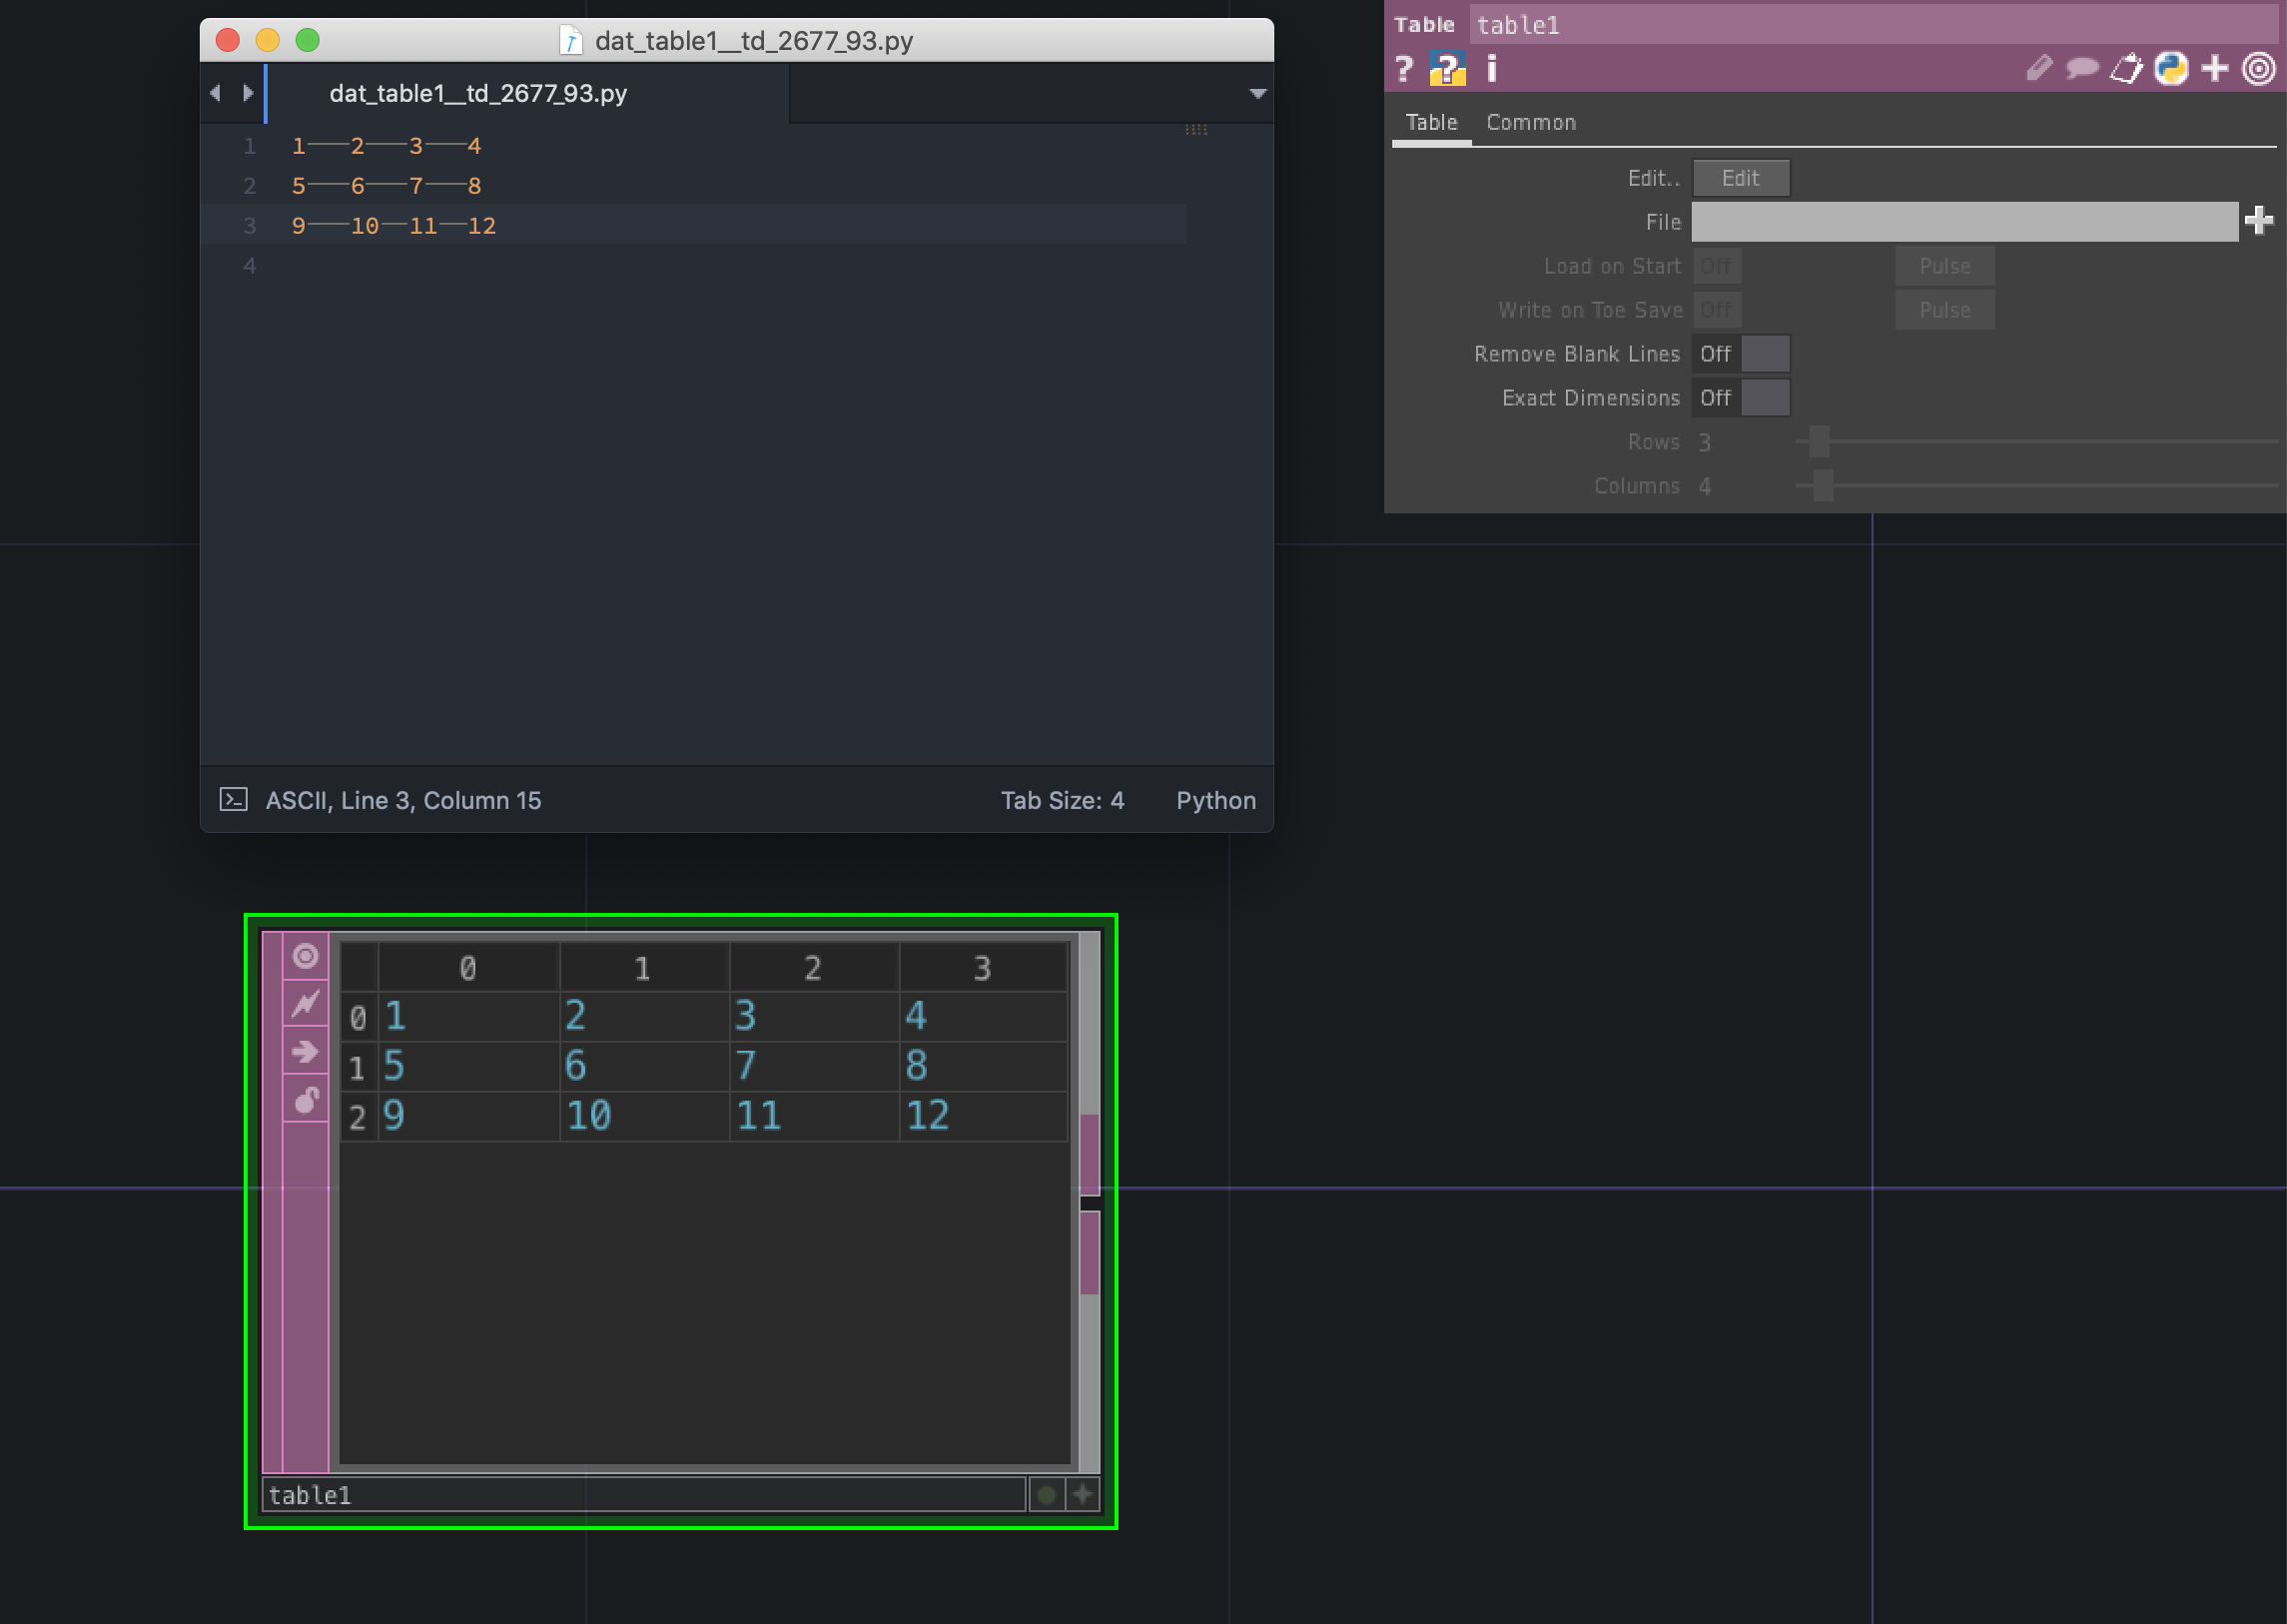 dat_table1__td_2677_93.py
dat_table1__td_2677_93.py
1 1 2 3 4
2 5 6 7 8
3 9 10 11 12
4
ASCII, Line 3, Column 15 Tab Size: 4 Python
Table table1
? ? i
Table Common
Edit.. Edit
File
Load on Start Off Pulse
Write on Toe Save Off Pulse
Remove Blank Lines Off
Exact Dimensions Off
Rows 3
Columns 4
0 1 2 3
0 1 2 3 4
1 5 6 7 8
2 9 10 11 12
table1